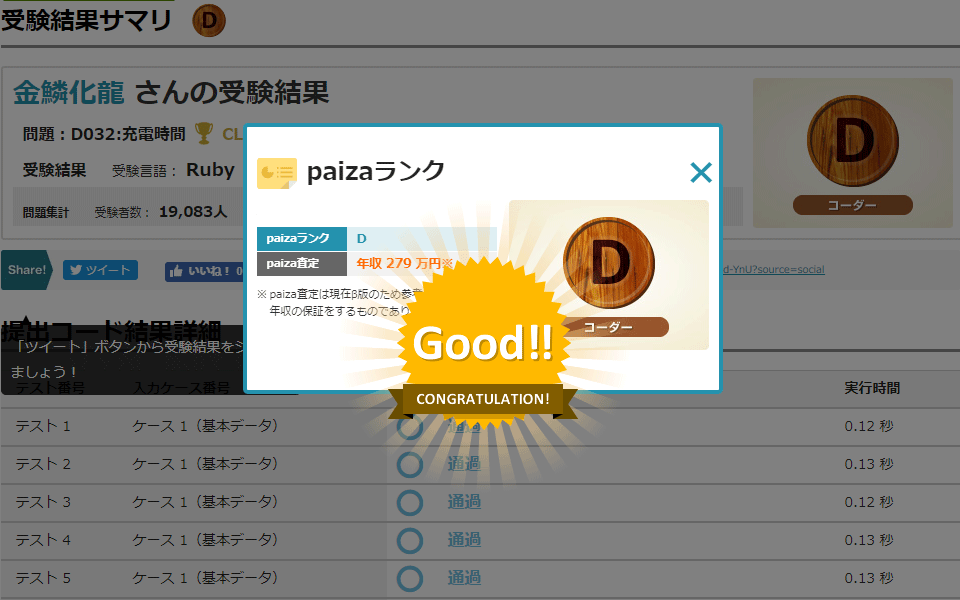 受験結果サマリ D
金鱗化龍 さんの受験結果
問題：D032:充電時間 CL
受験結果 受験言語： Ruby
問題集計 受験者数： 19,083人
D
コーダー
paizaランク
paizaランク D
paiza査定 年収 279 万円※
※ paiza査定は現在β版のため参考
年収の保証をするものであり
D
コーダー
Good!!
CONGRATULATION!
Share! ツイート いいね！ 0
d-YnU?source=social
提出コード結果詳細
「ツイート」ボタンから受験結果をシ
ましょう！
テスト番号 入力ケース番号 実行時間
テスト 1 ケース 1（基本データ） 通過 0.12 秒
テスト 2 ケース 1（基本データ） 通過 0.13 秒
テスト 3 ケース 1（基本データ） 通過 0.12 秒
テスト 4 ケース 1（基本データ） 通過 0.13 秒
テスト 5 ケース 1（基本データ） 通過 0.13 秒